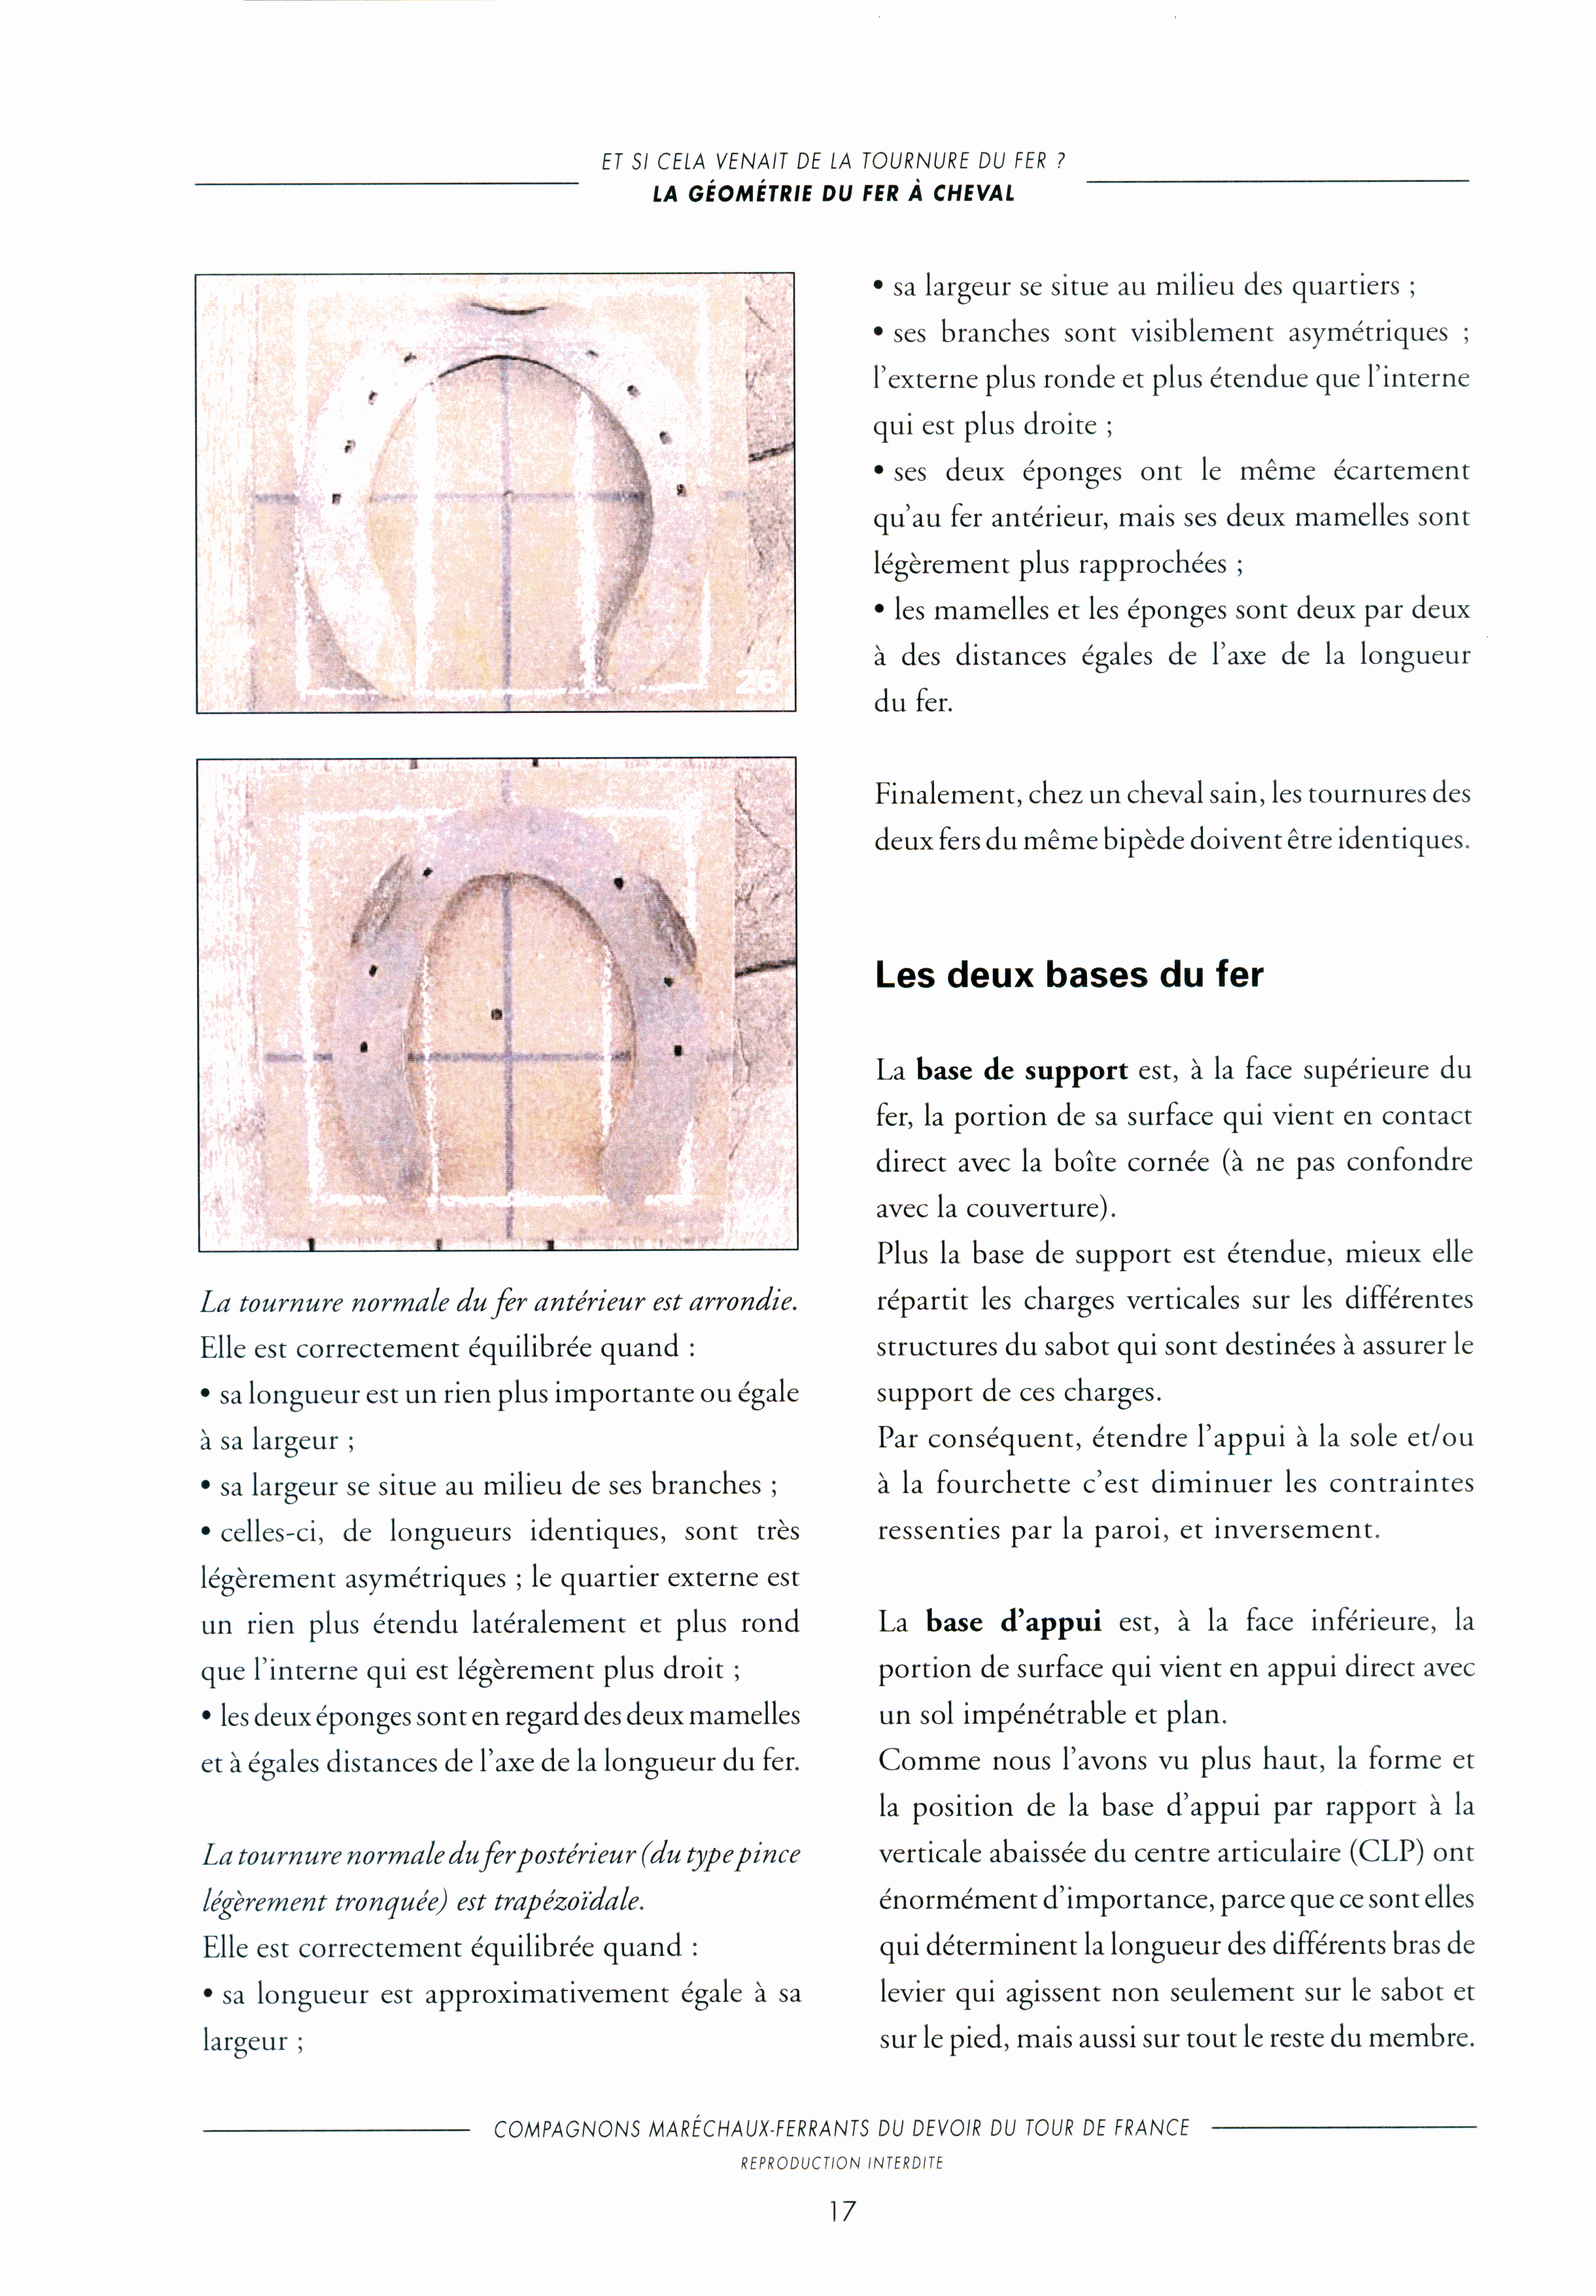 ET SI CELA VENAIT DE LA TOURNURE DU FER ?
LA GÉOMÉTRIE DU FER À CHEVAL
26
La tournure normale du fer antérieur est arrondie.
Elle est correctement équilibrée quand :
• sa longueur est un rien plus importante ou égale
à sa largeur ;
• sa largeur se situe au milieu de ses branches ;
• celles-ci, de longueurs identiques, sont très
légèrement asymétriques ; le quartier externe est
un rien plus étendu latéralement et plus rond
que l'interne qui est légèrement plus droit ;
• les deux éponges sont en regard des deux mamelles
et à égales distances de l'axe de la longueur du fer.
La tournure normale du fer postérieur (du type pince
légèrement tronquée) est trapézoïdale.
Elle est correctement équilibrée quand :
• sa longueur est approximativement égale à sa
largeur ;
• sa largeur se situe au milieu des quartiers ;
• ses branches sont visiblement asymétriques ;
l'externe plus ronde et plus étendue que l'interne
qui est plus droite ;
• ses deux éponges ont le même écartement
qu'au fer antérieur, mais ses deux mamelles sont
légèrement plus rapprochées ;
• les mamelles et les éponges sont deux par deux
à des distances égales de l'axe de la longueur
du fer.
Finalement, chez un cheval sain, les tournures des
deux fers du même bipède doivent être identiques.
Les deux bases du fer
La base de support est, à la face supérieure du
fer, la portion de sa surface qui vient en contact
direct avec la boîte cornée (à ne pas confondre
avec la couverture).
Plus la base de support est étendue, mieux elle
répartit les charges verticales sur les différentes
structures du sabot qui sont destinées à assurer le
support de ces charges.
Par conséquent, étendre l'appui à la sole et/ou
à la fourchette c'est diminuer les contraintes
ressenties par la paroi, et inversement.
La base d'appui est, à la face inférieure, la
portion de surface qui vient en appui direct avec
un sol impénétrable et plan.
Comme nous l'avons vu plus haut, la forme et
la position de la base d'appui par rapport à la
verticale abaissée du centre articulaire (CLP) ont
énormément d'importance, parce que ce sont elles
qui déterminent la longueur des différents bras de
levier qui agissent non seulement sur le sabot et
sur le pied, mais aussi sur tout le reste du membre.
COMPAGNONS MARÉCHAUX-FERRANTS DU DEVOIR DU TOUR DE FRANCE
REPRODUCTION INTERDITE
17